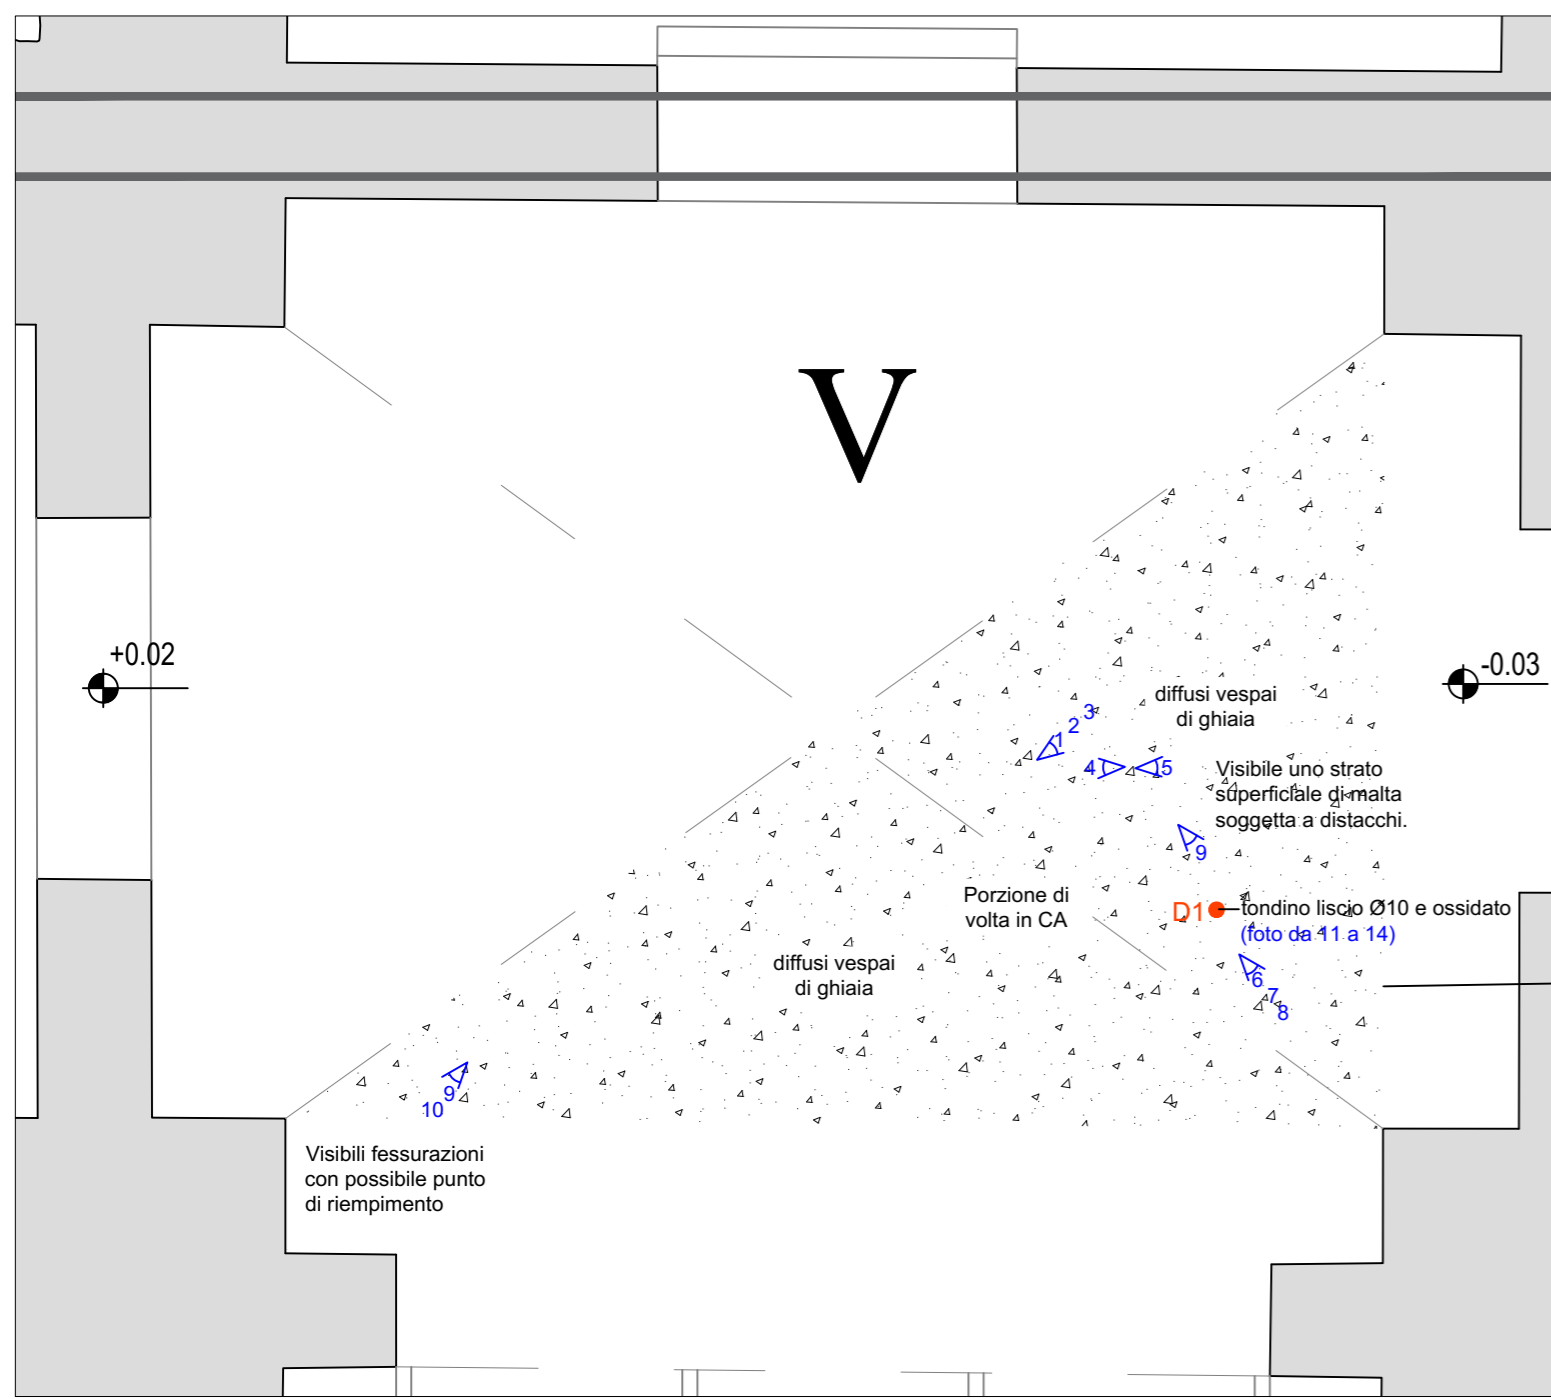 V
+0.02
-0.03
diffusi vespai
di ghiaia
3
2
1
4
5
Visibile uno strato
superficiale di malta
soggetta a distacchi.
9
Porzione di
volta in CA
D1
tondino liscio Ø10 e ossidato
(foto da 11 a 14)
diffusi vespai
di ghiaia
6
7
8
9
10
Visibili fessurazioni
con possibile punto
di riempimento